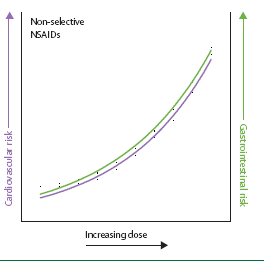 Non-selective
NSAIDs
Cardiovascular risk
Gastrointestinal risk
Increasing dose